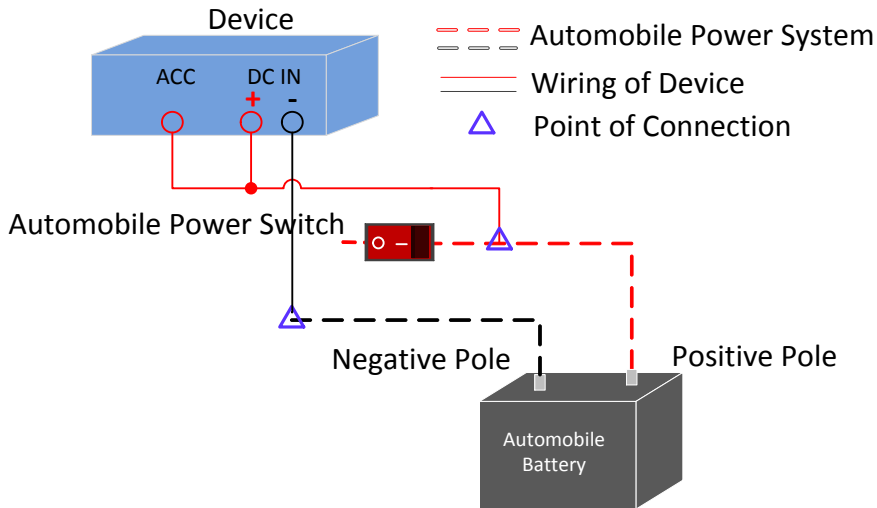 Device
ACC
DC IN
+
-
Automobile Power System
Wiring of Device
Point of Connection
Automobile Power Switch
Negative Pole
Positive Pole
Automobile
Battery